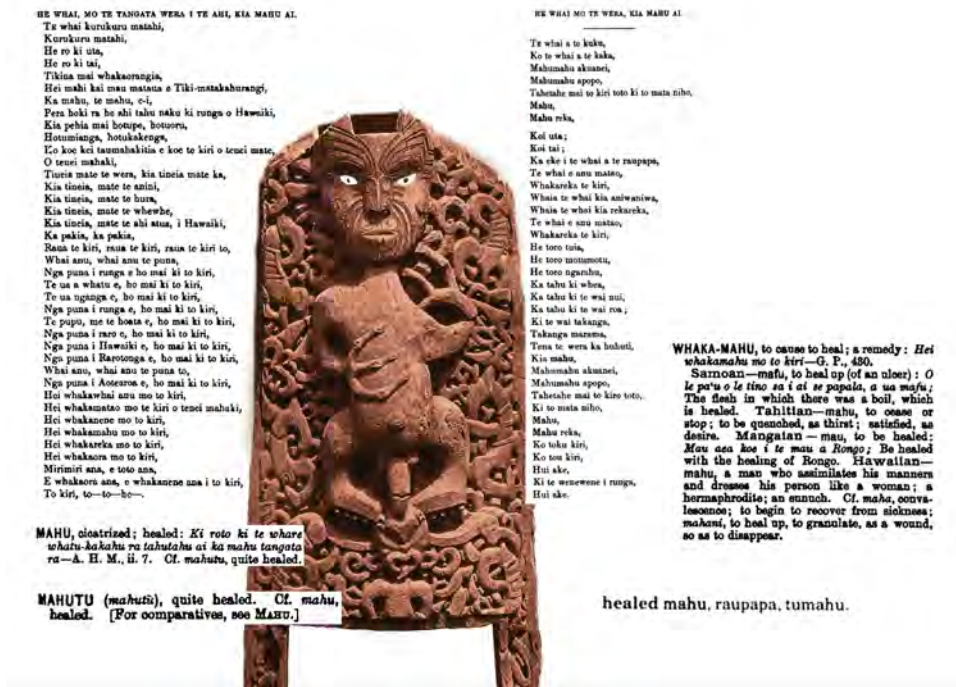 HE WHAI, MO TE TANGATA WERA I TE AHI, KIA MAHU AI.
TE whai kurukuru matahi,
Kurukuru matahi,
He ro ki uta,
He ro ki tai,
Tikina mai whakaorangia,
Hei mahi kai mau mataua e Tiki-matakahurangi,
Ka mahu, te mahu, e-i,
Pera hoki ra he ahi tahu naku ki runga o Hawaiki,
Kia pehia mai hotupe, hotuoru,
Hotumianga, hotukakenga,
Ko koe kei taumahakitia e koe te kiri o tenei mate,
O tenei mahaki,
Tiureia mate te wera, kia tineia mate ka,
Kia tineia, mate te anini,
Kia tineia, mate te hura,
Kia tineia, mate te whewhe,
Kia tineia, mate te ahi atua, i Hawaiki,
Ka pakia, ka pakia,
Raua te kiri, raua te kiri, raua te kiri to,
Whai anu, whai anu te puna,
Nga puna i runga e ho mai ki to kiri,
Te ua a whatu e, ho mai ki to kiri,
Te ua nganga e, ho mai ki to kiri,
Nga puna i runga e, ho mai ki to kiri,
Te pupu, me te hoata e, ho mai ki to kiri,
Nga puna i raro e, ho mai ki to kiri,
Nga puna i Hawaiki e, ho mai ki to kiri,
Nga puna i Rarotonga e, ho mai ki to kiri,
Whai anu, whai anu te puna to,
Nga puna i Aotearoa e, ho mai ki to kiri,
Hei whakawhai anu mo to kiri,
Hei whakamatao mo te kiri o tenei mahaki,
Hei whakanene mo to kiri,
Hei whakamahu mo to kiri,
Hei whakareka mo to kiri,
Hei whakaora mo to kiri,
Mirimiri ana, e toto ana,
E whakaora ana, e whakanene ana i to kiri,
To kiri, to—to—he—.
MAHU, cicatrized; healed: Ki roto ki te whare
whatu-kakahu ra tahutahu ai ka mahu tangata
ra—A. H. M., ii. 7. Cf. mahutu, quite healed.
MAHUTU (mahutù), quite healed. Cf. mahu,
healed. [For comparatives, see MAHU.]
HE WHAI MO TE WERA, KIA MAHU AI.
TE whai a te kuku,
Ko te whai a te kaka,
Mahumahu akuanei,
Mahumahu apopo,
Tahetahe mai to kiri toto ki to mata niho,
Mahu,
Mahu reka,
Koi uta;
Koi tai;
Ka eke i te whai a te raupapa,
Te whai e anu matao,
Whakareka te kiri,
Whaia te whai kia aniwaniwa,
Whaia te whai kia rekareka,
Te whai e anu matao,
Whakareka te kiri,
He toro tuia,
He toro motumotu,
He toro ngarahu,
Ka tahu ki whea,
Ka tahu ki te wai nui,
Ka tahu ki te wai roa;
Ki te wai takanga,
Takanga marama,
Tena te wera ka huhuti,
Kia mahu,
Mahumahu akuanei,
Mahumahu apopo,
Tahetahe mai to kiro toto,
Ki to mata niho,
Mahu,
Mahu reka,
Ko toku kiri,
Ko tou kiri,
Hui ake,
Ki te wenewene i runga,
Hui ake.
WHAKA-MAHU, to cause to heal; a remedy: Hei
whakamahu mo to kiri—G. P., 430.
Samoan—mafu, to heal up (of an ulcer): O
le pa'u o le tino sa i ai se papala, a ua mafu;
The flesh in which there was a boil, which
is healed. Tahitian—mahu, to cease or
stop; to be quenched, as thirst; satisfied, as
desire. Mangaian—mau, to be healed:
Mau aea koe i te mau a Rongo; Be healed
with the healing of Rongo. Hawaiian—
mahu, a man who assimilates his manners
and dresses his person like a woman; a
hermaphrodite; an eunuch. Cf. maha, conva-
lescence; to begin to recover from sickness;
mahani, to heal up, to granulate, as a wound,
so as to disappear.
healed mahu, raupapa, tumahu.